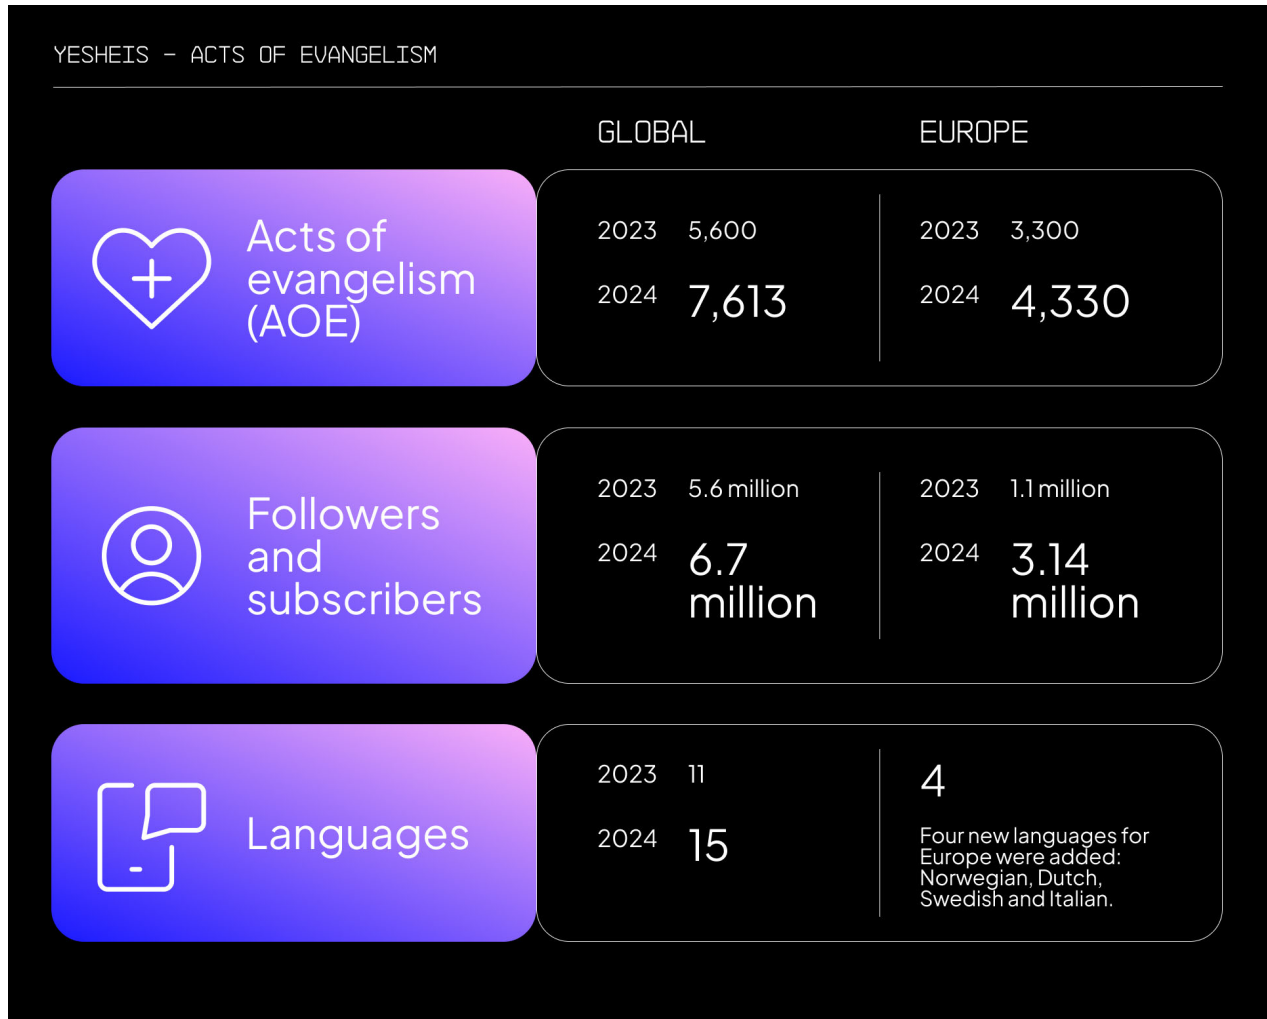 YESHEIS – ACTS OF EVANGELISM
GLOBAL
EUROPE
Acts of
evangelism
(AOE)
2023 5,600
2024 7,613
2023 3,300
2024 4,330
Followers
and
subscribers
2023 5.6 million
2024 6.7
million
2023 1.1 million
2024 3.14
million
Languages
2023 11
2024 15
4
Four new languages for
Europe were added:
Norwegian, Dutch,
Swedish and Italian.